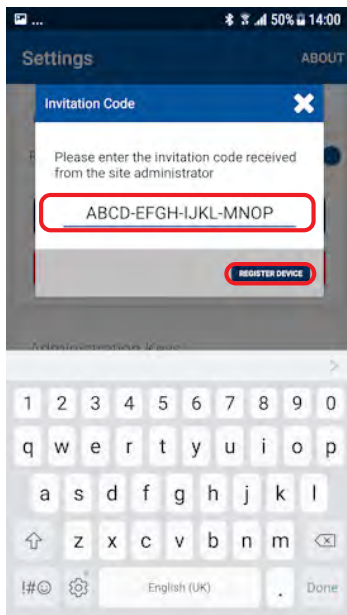 ... 50% 14:00
Settings ABOUT
Invitation Code
Please enter the invitation code received
from the site administrator
ABCD-EFGH-IJKL-MNOP
REGISTER DEVICE
Administration Keys
1 2 3 4 5 6 7 8 9 0
q w e r t y u i o p
a s d f g h j k l
z x c v b n m
!#☺ English (UK) . Done